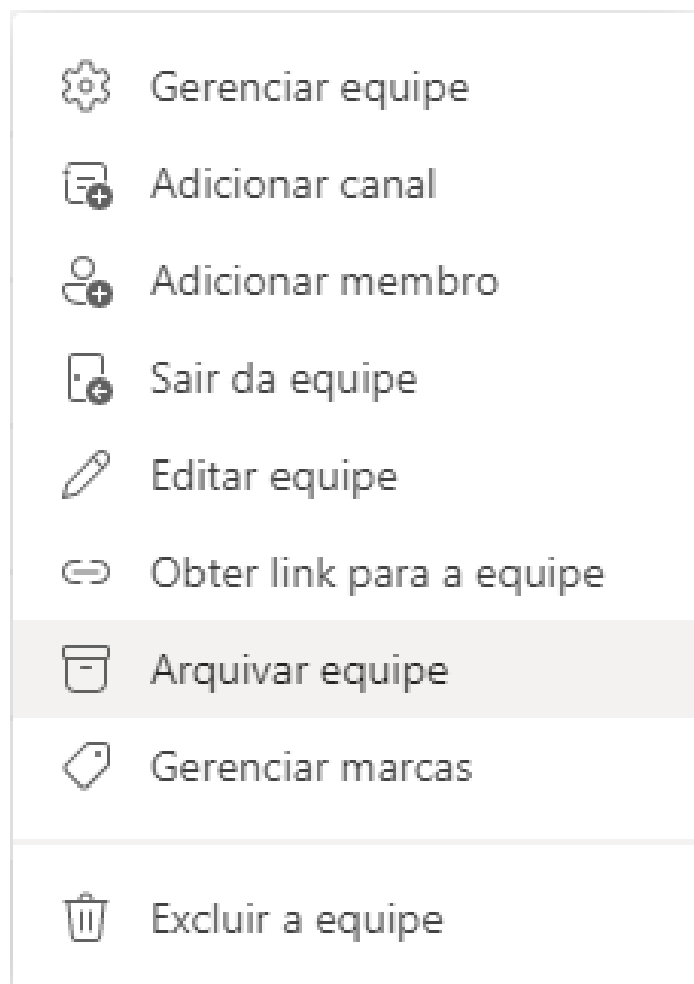 Gerenciar equipe
Adicionar canal
Adicionar membro
Sair da equipe
Editar equipe
Obter link para a equipe
Arquivar equipe
Gerenciar marcas
Excluir a equipe